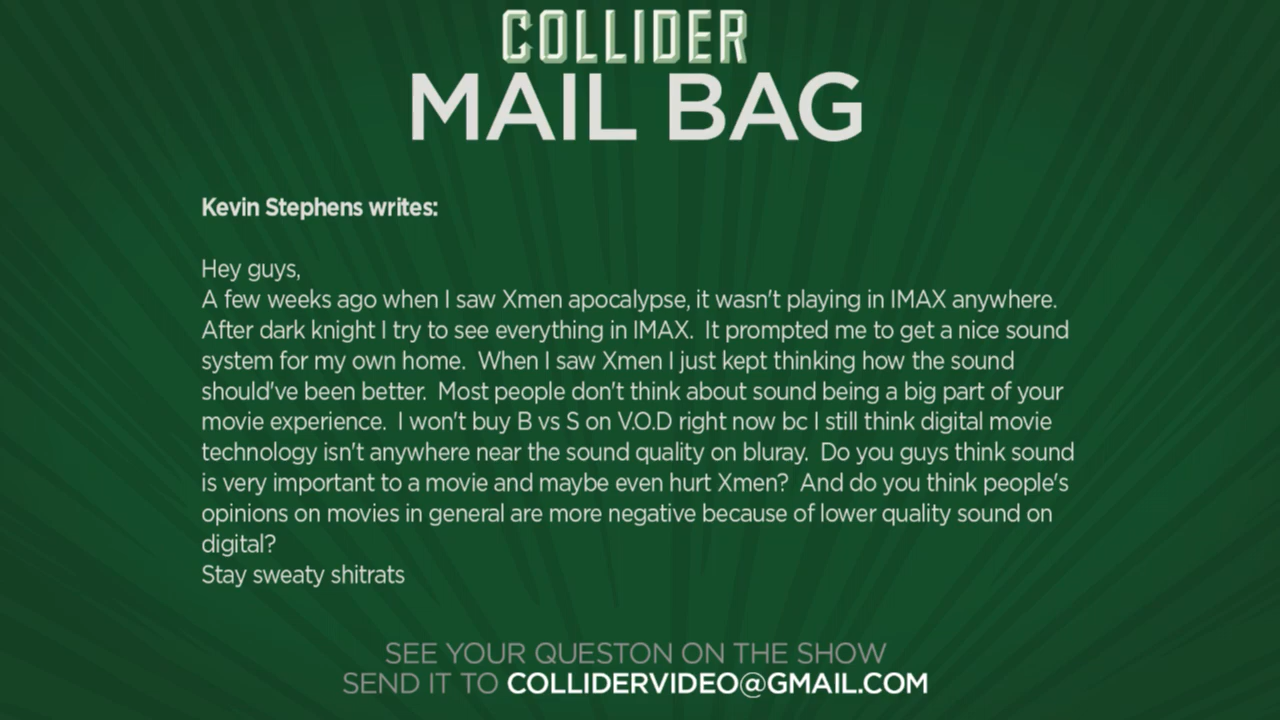 COLLIDER
MAIL BAG
Kevin Stephens writes:
Hey guys,
A few weeks ago when I saw Xmen apocalypse, it wasn't playing in IMAX anywhere.
After dark knight I try to see everything in IMAX.  It prompted me to get a nice sound
system for my own home.  When I saw Xmen I just kept thinking how the sound
should've been better.  Most people don't think about sound being a big part of your
movie experience.  I won't buy B vs S on V.O.D right now bc I still think digital movie
technology isn't anywhere near the sound quality on bluray.  Do you guys think sound
is very important to a movie and maybe even hurt Xmen?  And do you think people's
opinions on movies in general are more negative because of lower quality sound on
digital?
Stay sweaty shitrats
SEE YOUR QUESTON ON THE SHOW
SEND IT TO COLLIDERVIDEO@GMAIL.COM